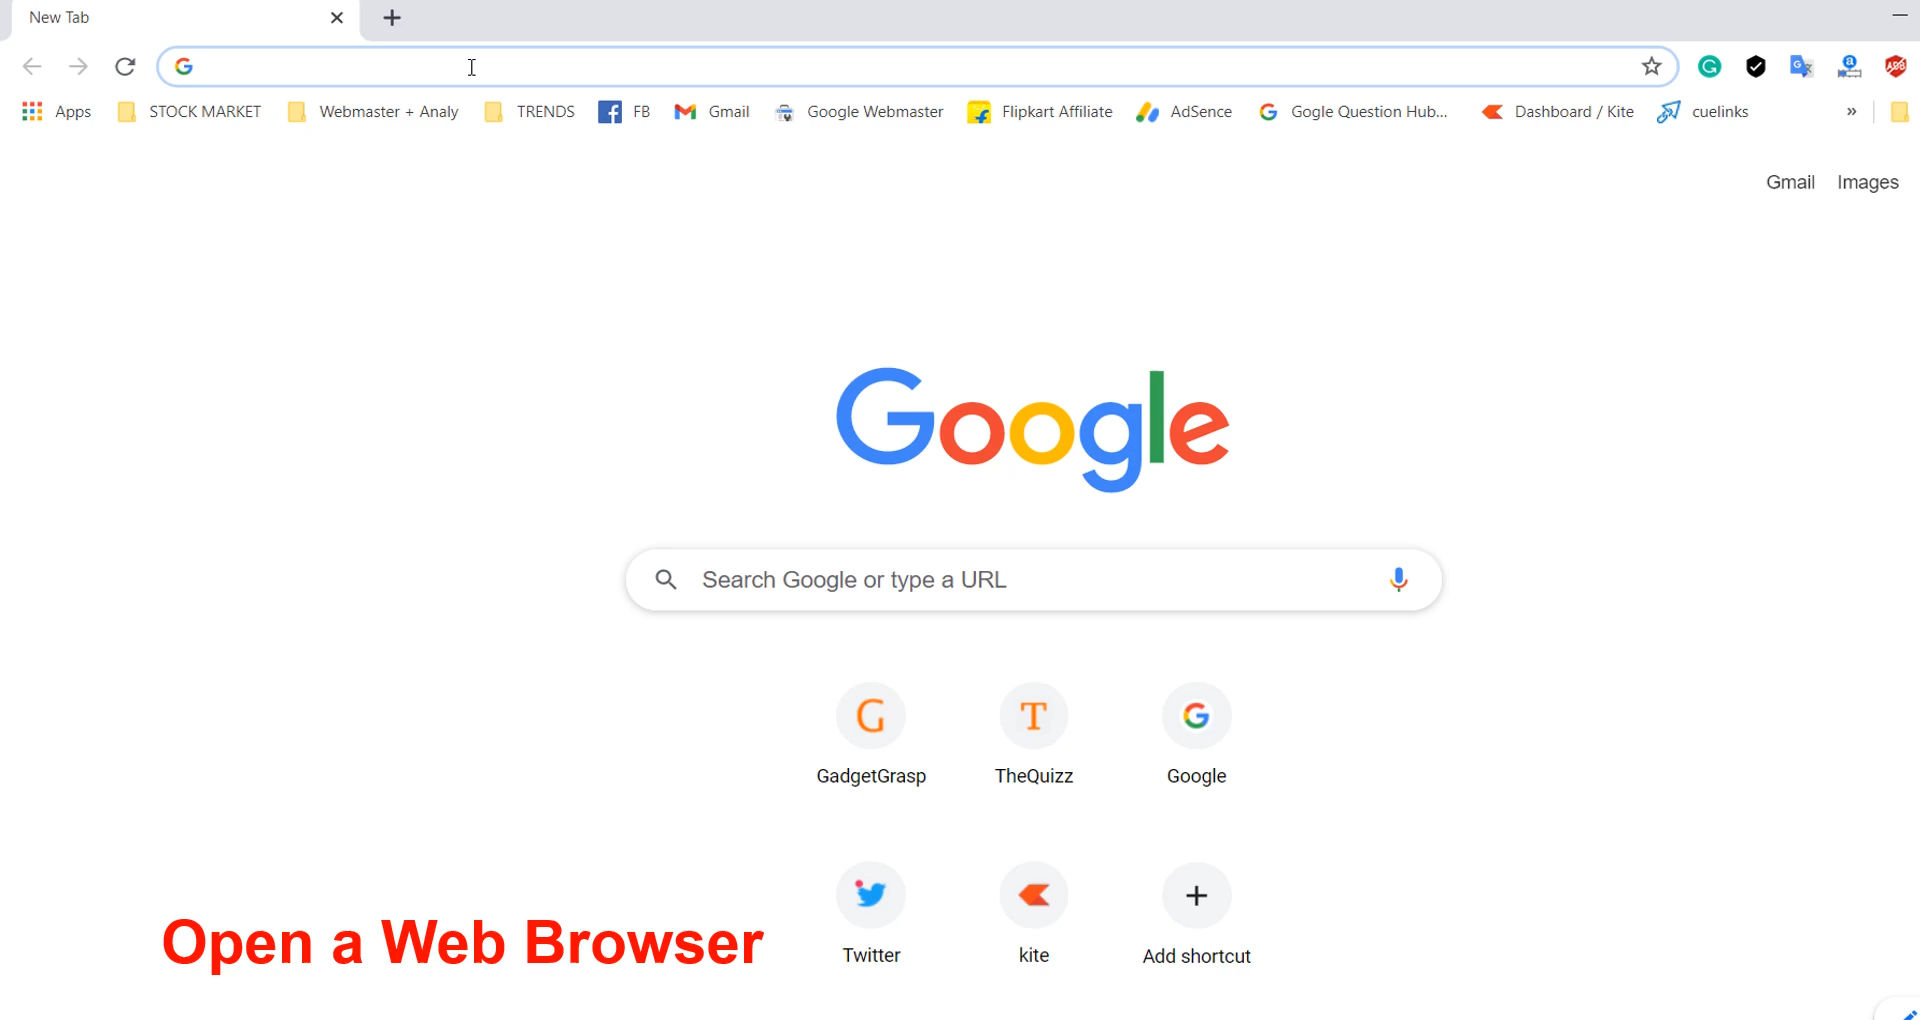 New Tab
Apps STOCK MARKET Webmaster + Analy TRENDS FB Gmail Google Webmaster Flipkart Affiliate AdSence Gogle Question Hub... Dashboard / Kite cuelinks »
Gmail Images
Google
Search Google or type a URL
G T G
GadgetGrasp TheQuizz Google
Twitter kite Add shortcut
Open a Web Browser